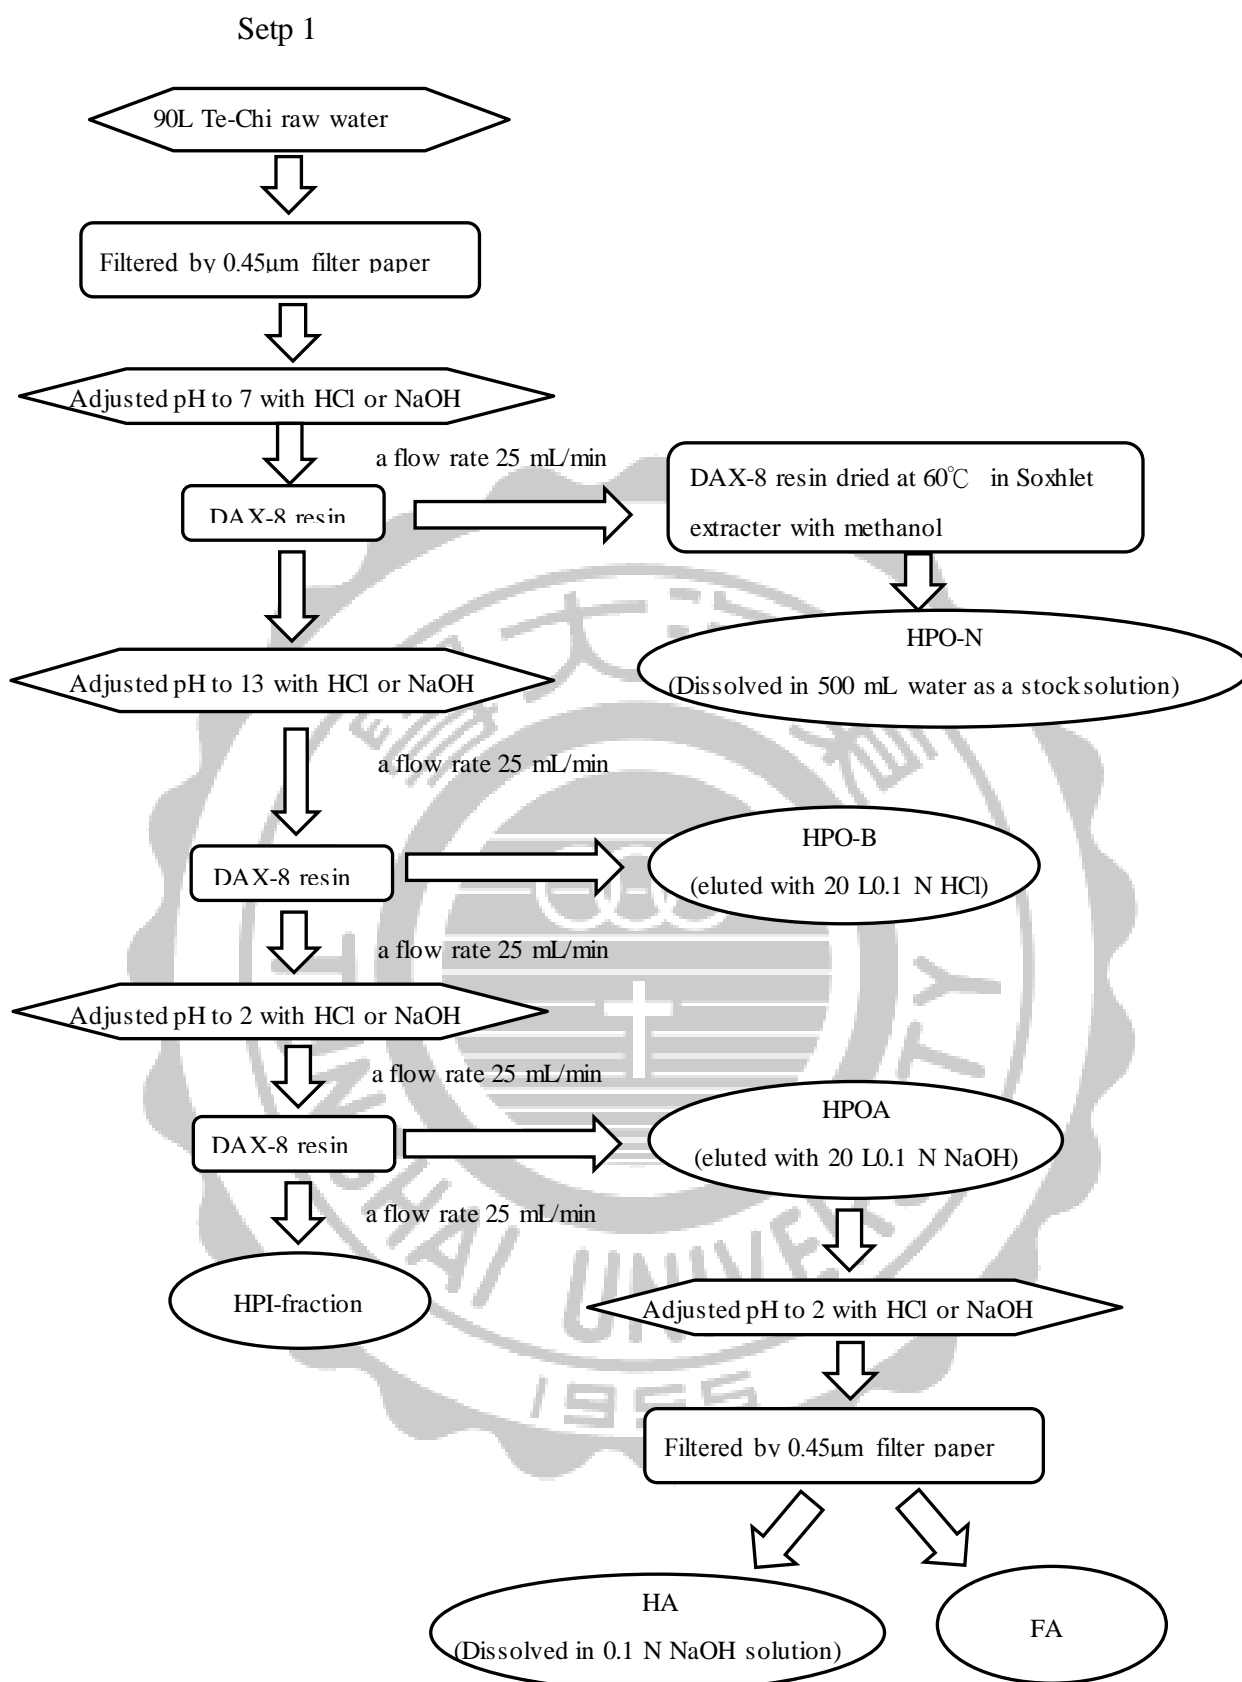 Setp 1
90L Te-Chi raw water
Filtered by 0.45μm filter paper
Adjusted pH to 7 with HCl or NaOH
a flow rate 25 mL/min
DAX-8 resin
DAX-8 resin dried at 60℃ in Soxhlet
extracter with methanol
HPO-N
(Dissolved in 500 mL water as a stock solution)
Adjusted pH to 13 with HCl or NaOH
a flow rate 25 mL/min
DAX-8 resin
HPO-B
(eluted with 20 L0.1 N HCl)
a flow rate 25 mL/min
Adjusted pH to 2 with HCl or NaOH
a flow rate 25 mL/min
DAX-8 resin
HPOA
(eluted with 20 L0.1 N NaOH)
a flow rate 25 mL/min
HPI-fraction
Adjusted pH to 2 with HCl or NaOH
Filtered by 0.45μm filter paper
HA
(Dissolved in 0.1 N NaOH solution)
FA
UNIVERSITY
1955